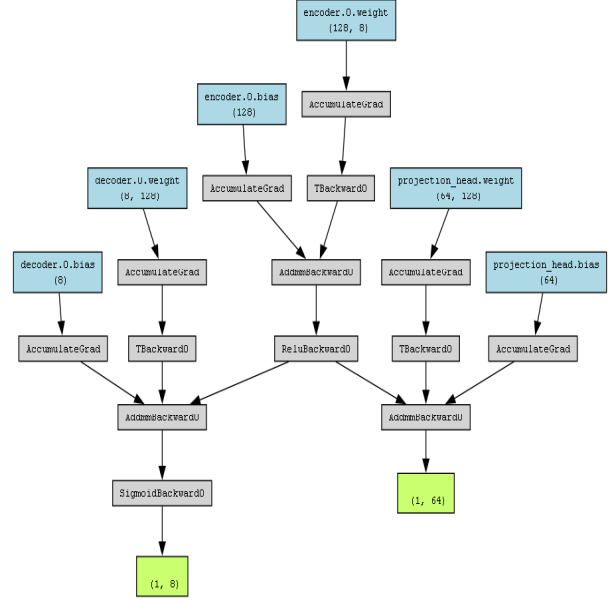 encoder.0.weight
(128, 8)
encoder.0.bias
(128)
AccumulateGrad
decoder.0.weight
(8, 128)
AccumulateGrad
TBackward0
projection_head.weight
(64, 128)
decoder.0.bias
(8)
AccumulateGrad
AddmmBackward0
AccumulateGrad
projection_head.bias
(64)
AccumulateGrad
TBackward0
ReluBackward0
TBackward0
AccumulateGrad
AddmmBackward0
AddmmBackward0
SigmoidBackward0
(1, 64)
(1, 8)